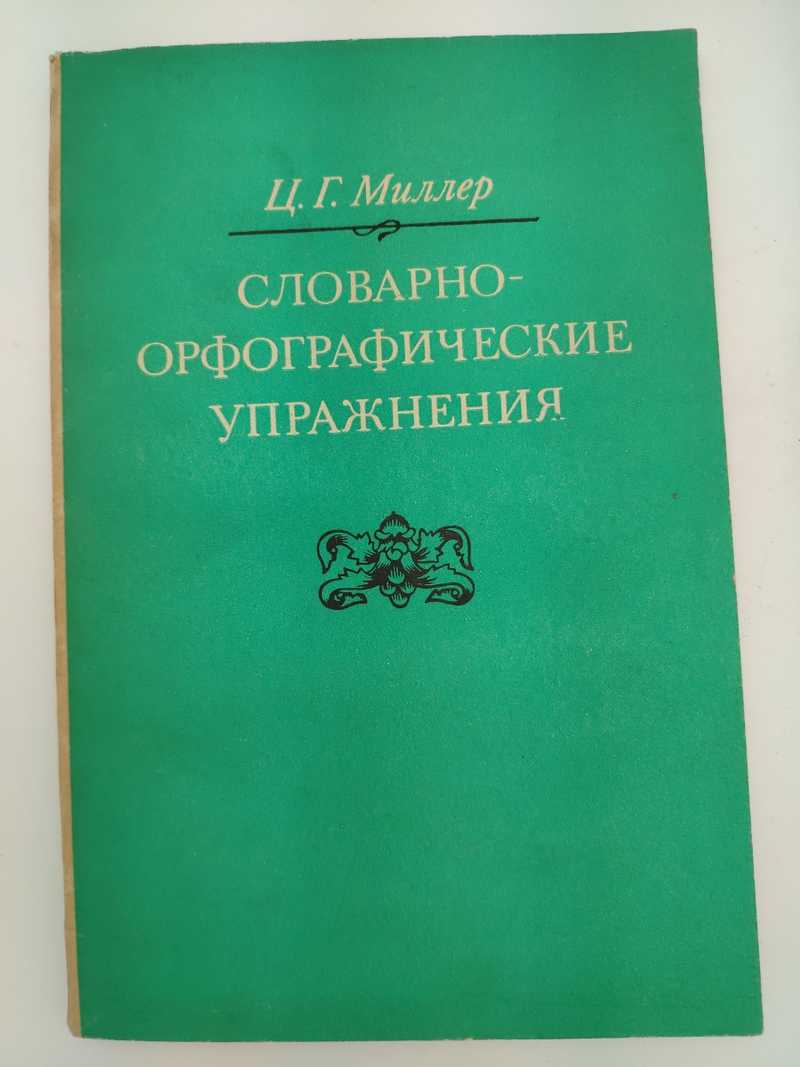 Ц. Г. Миллер
СЛОВАРНО-
ОРФОГРАФИЧЕСКИЕ
УПРАЖНЕНИЯ